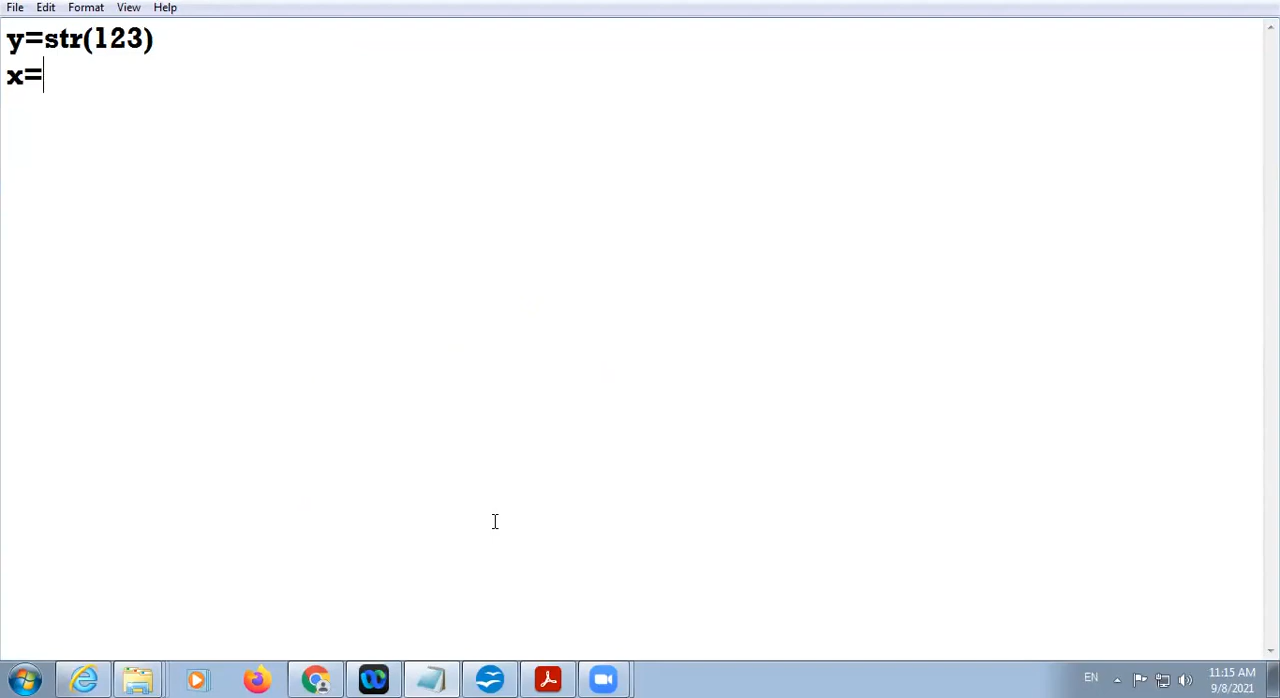 File Edit Format View Help
y=str(123)
x=
EN 11:15 AM
9/8/2021